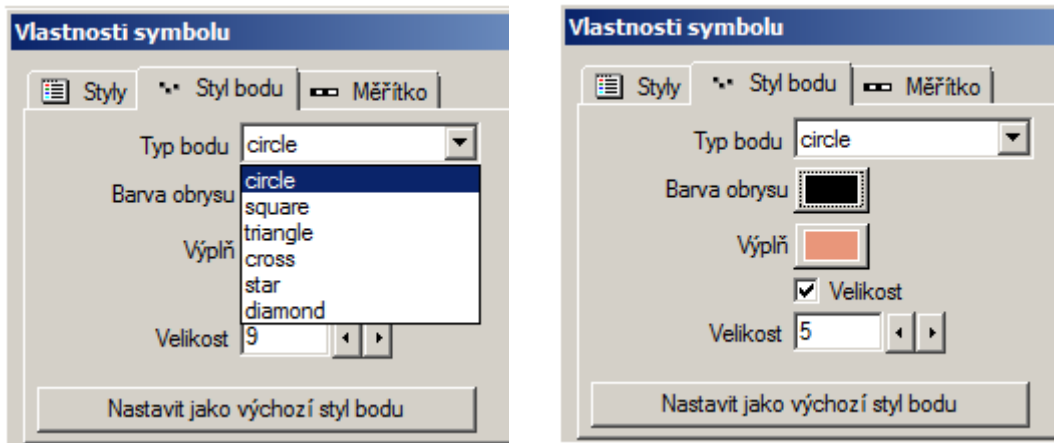 Vlastnosti symbolu
Styly Styl bodu Měřítko
Typ bodu circle
circle
Barva obrysu
square
triangle
Výplň
cross
star
diamond
Velikost 9
Nastavit jako výchozí styl bodu
Vlastnosti symbolu
Styly Styl bodu Měřítko
Typ bodu circle
Barva obrysu
Výplň
Velikost
Velikost 5
Nastavit jako výchozí styl bodu